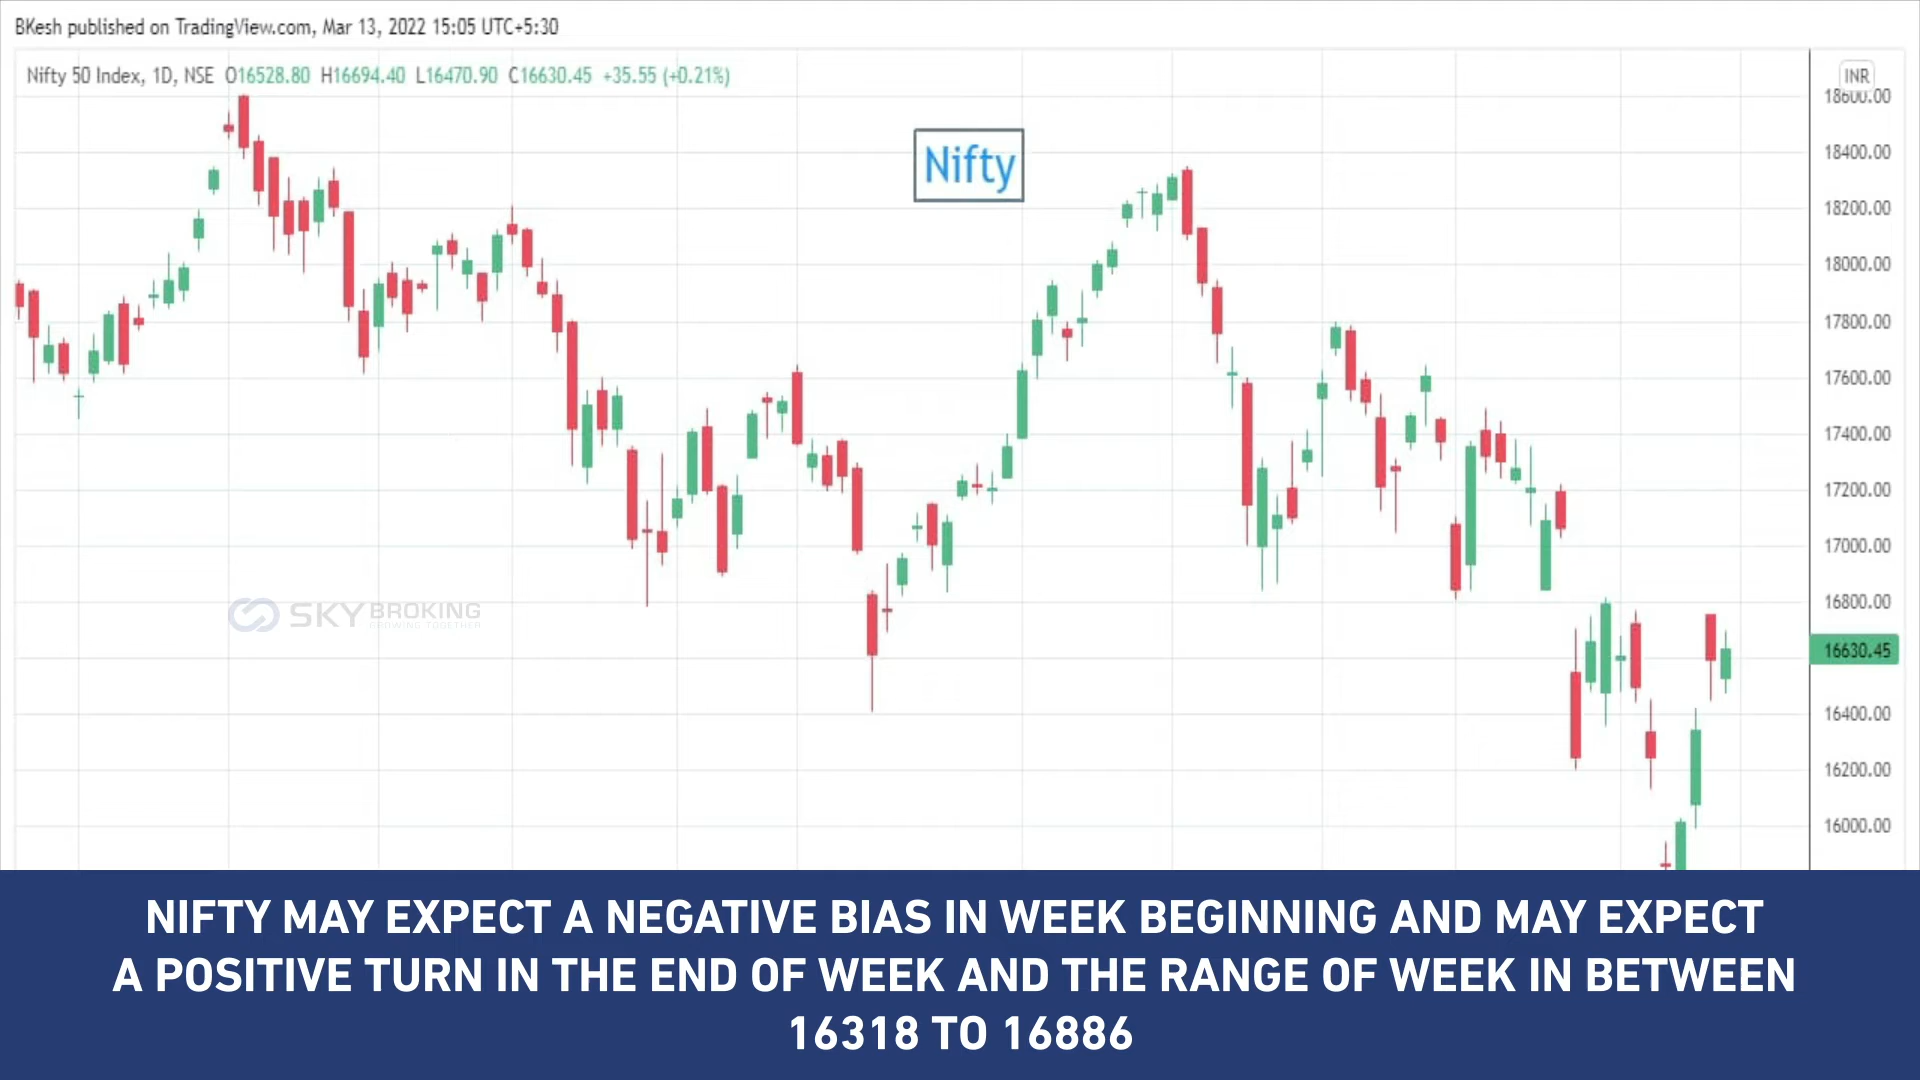 BKesh published on TradingView.com, Mar 13, 2022 15:05 UTC+5:30
Nifty 50 Index, 1D, NSE O16528.80 H16694.40 L16470.90 C16630.45 +35.55 (+0.21%)
INR
18600.00
Nifty
18400.00
18200.00
18000.00
17800.00
17600.00
17400.00
17200.00
17000.00
16800.00
SKY BROKING
GROWING TOGETHER
16630.45
16400.00
16200.00
16000.00
NIFTY MAY EXPECT A NEGATIVE BIAS IN WEEK BEGINNING AND MAY EXPECT
A POSITIVE TURN IN THE END OF WEEK AND THE RANGE OF WEEK IN BETWEEN
16318 TO 16886